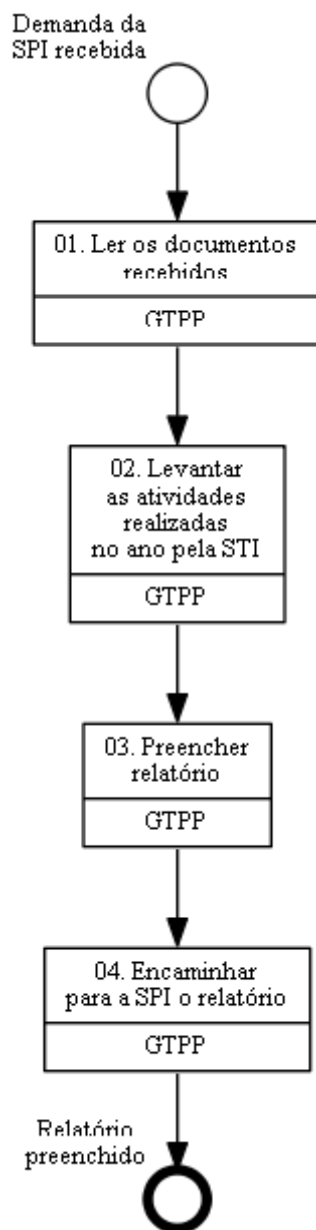 Demanda da
SPI recebida
01. Ler os documentos
recebidos
GTPP
02. Levantar
as atividades
realizadas
no ano pela STI
GTPP
03. Preencher
relatório
GTPP
04. Encaminhar
para a SPI o relatório
GTPP
Relatório
preenchido